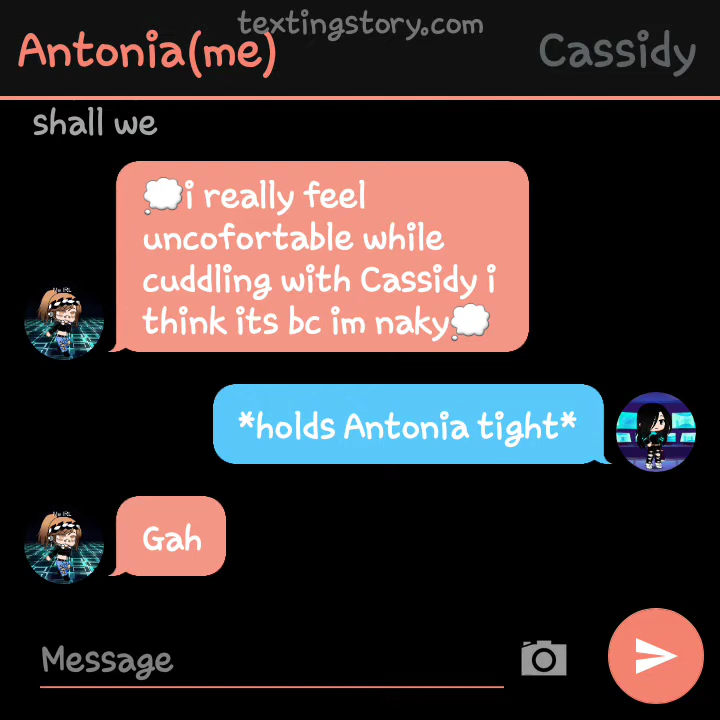 textingstory.com
Antonia(me)
Cassidy
shall we
💭i really feel
uncofortable while
cuddling with Cassidy i
think its bc im naky💭
*holds Antonia tight*
Gah
Message